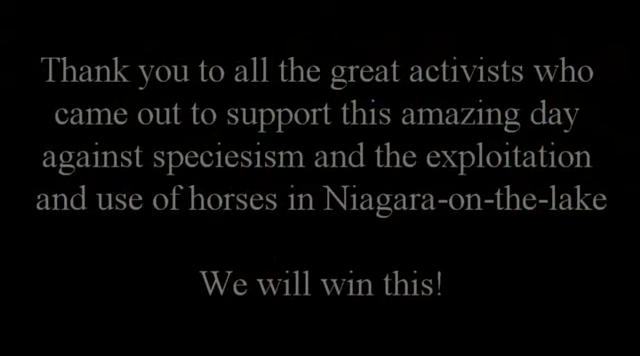 Thank you to all the great activists who
came out to support this amazing day
against speciesism and the exploitation
and use of horses in Niagara-on-the-lake
We will win this!